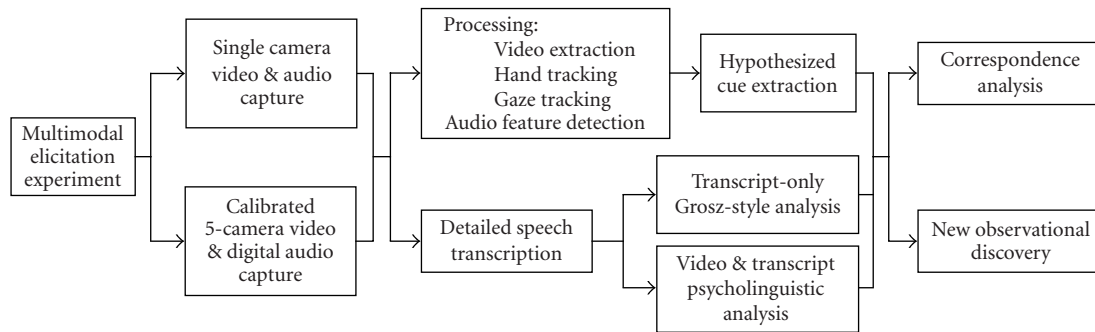 Multimodal
elicitation
experiment
Single camera
video & audio
capture
Calibrated
5-camera video
& digital audio
capture
Processing:
Video extraction
Hand tracking
Gaze tracking
Audio feature detection
Detailed speech
transcription
Hypothesized
cue extraction
Transcript-only
Grosz-style analysis
Video & transcript
psycholinguistic
analysis
Correspondence
analysis
New observational
discovery